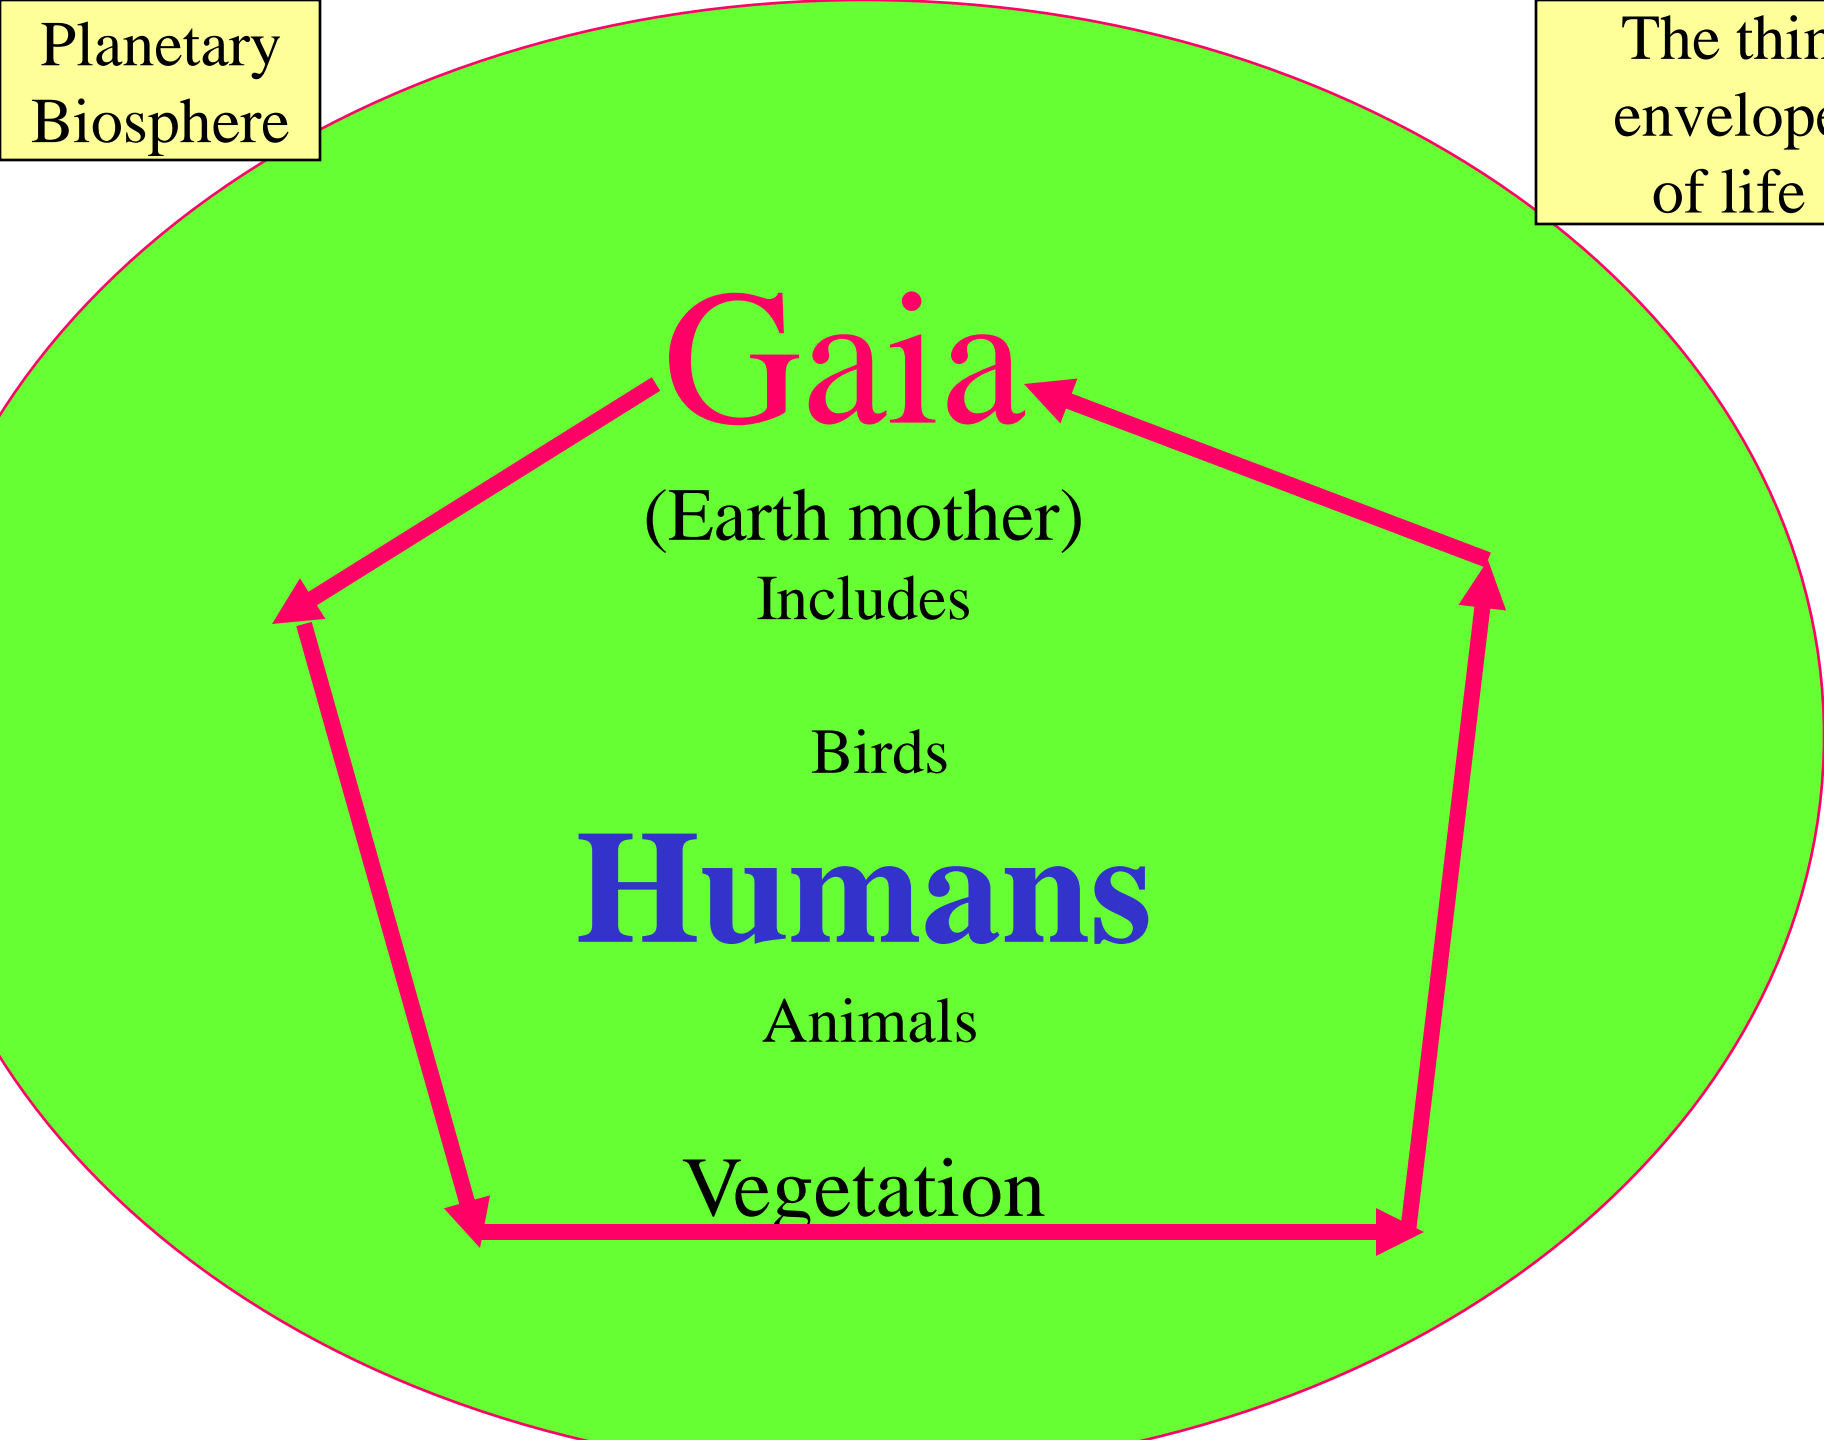 Planetary
Biosphere
The thin
envelope
of life
Gaia
(Earth mother)
Includes
Birds
Humans
Animals
Vegetation